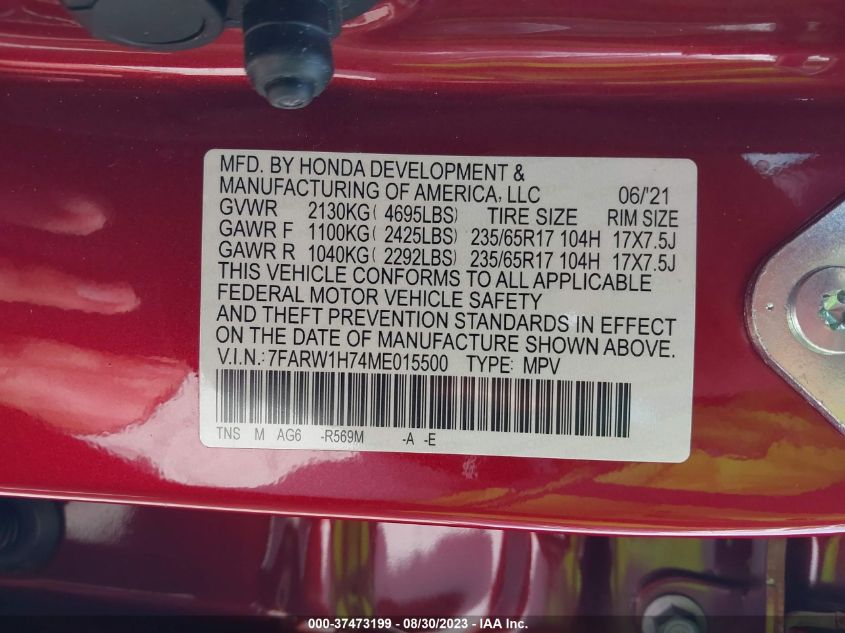 MFD. BY HONDA DEVELOPMENT &
MANUFACTURING OF AMERICA, LLC 06/'21
GVWR 2130KG( 4695LBS) TIRE SIZE RIM SIZE
GAWR F 1100KG( 2425LBS) 235/65R17 104H 17X7.5J
GAWR R 1040KG( 2292LBS) 235/65R17 104H 17X7.5J
THIS VEHICLE CONFORMS TO ALL APPLICABLE
FEDERAL MOTOR VEHICLE SAFETY
AND THEFT PREVENTION STANDARDS IN EFFECT
ON THE DATE OF MANUFACTURE SHOWN ABOVE.
V.I.N.:7FARW1H74ME015500 TYPE: MPV
TNS M AG6 -R569M -A -E
000-37473199 - 08/30/2023 - IAA Inc.